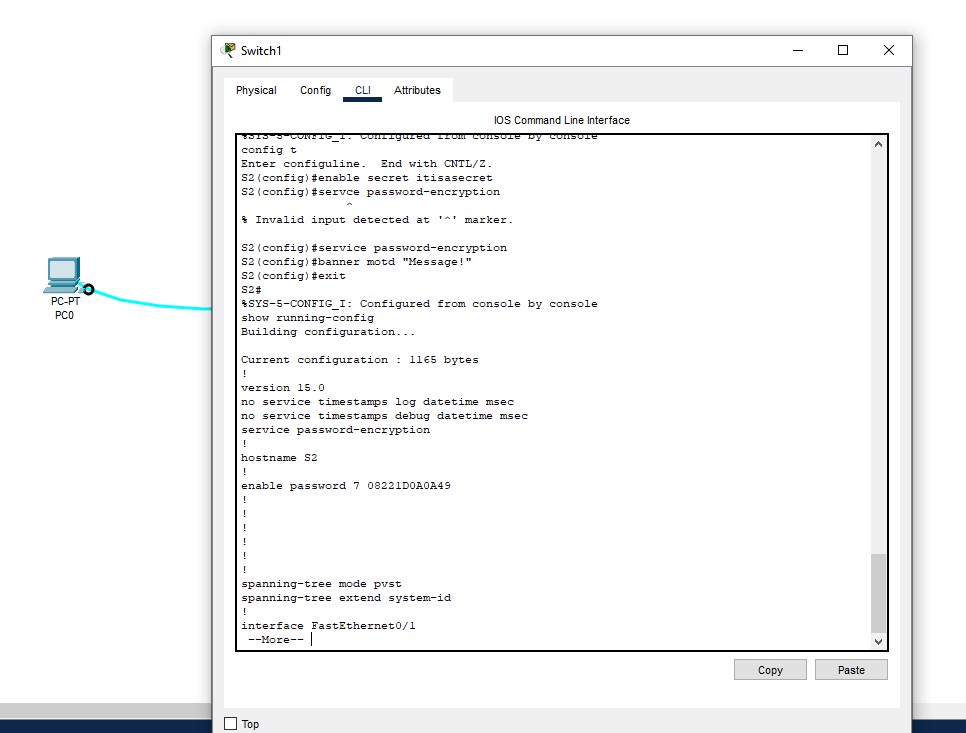 Switch1
Physical Config CLI Attributes
IOS Command Line Interface
%SYS-5-CONFIG_I: Configured from console by console
config t
Enter configuline.  End with CNTL/Z.
S2(config)#enable secret itisasecret
S2(config)#servce password-encryption
^
% Invalid input detected at '^' marker.
S2(config)#service password-encryption
S2(config)#banner motd "Message!"
S2(config)#exit
S2#
%SYS-5-CONFIG_I: Configured from console by console
show running-config
Building configuration...
Current configuration : 1165 bytes
!
version 15.0
no service timestamps log datetime msec
no service timestamps debug datetime msec
service password-encryption
!
hostname S2
!
enable password 7 08221D0A0A49
!
!
!
!
!
!
spanning-tree mode pvst
spanning-tree extend system-id
!
interface FastEthernet0/1
--More--
Copy Paste
Top
PC-PT
PC0